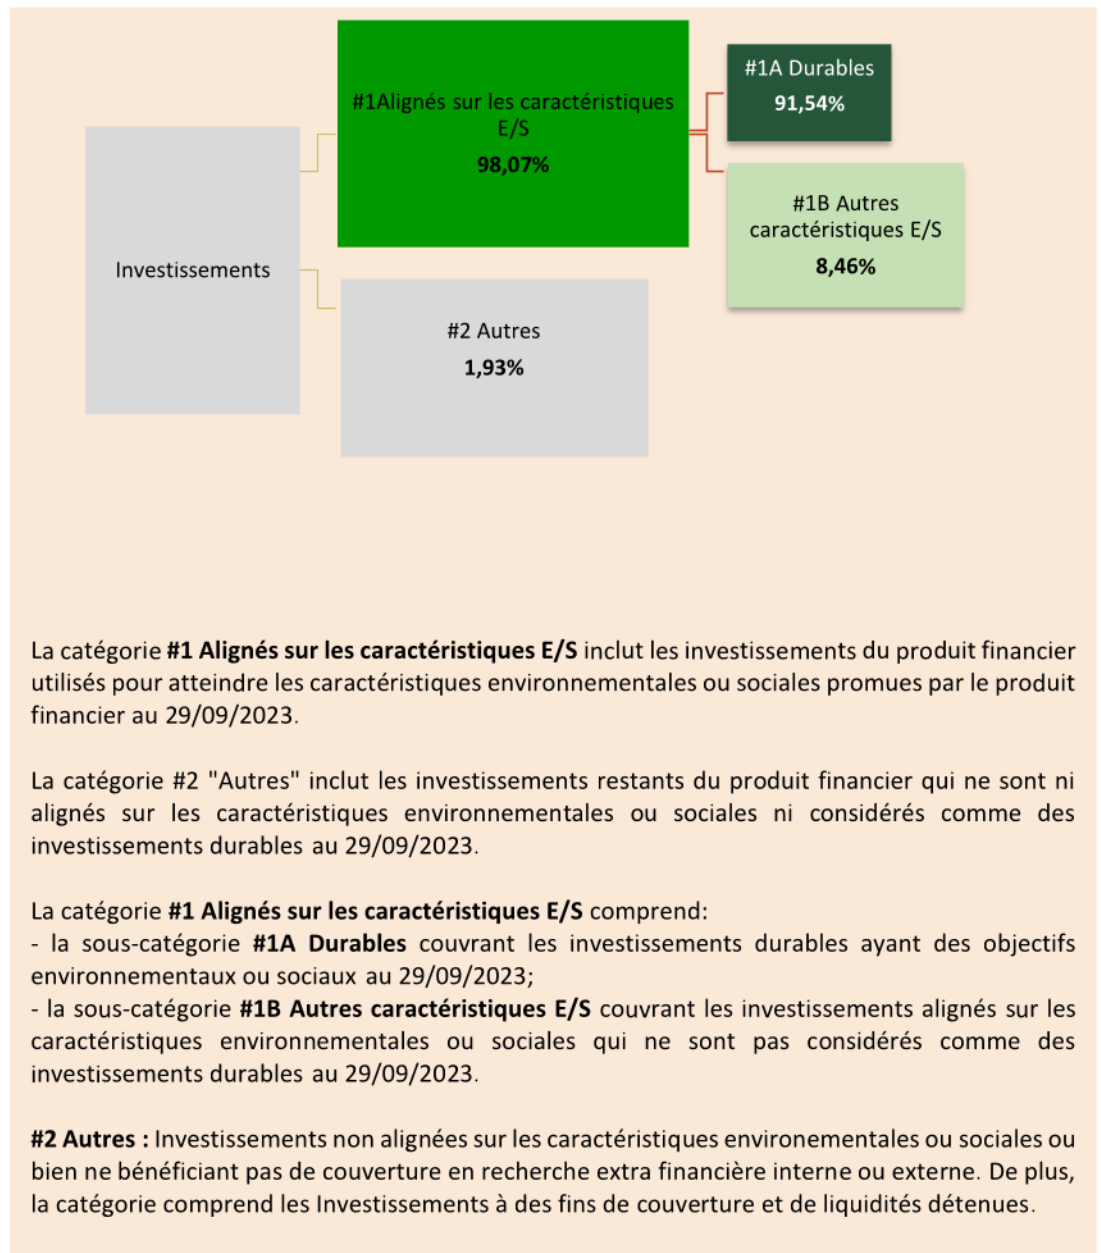 #1Alignés sur les caractéristiques
E/S
98,07%
#1A Durables
91,54%
#1B Autres
caractéristiques E/S
8,46%
Investissements
#2 Autres
1,93%
La catégorie #1 Alignés sur les caractéristiques E/S inclut les investissements du produit financier
utilisés pour atteindre les caractéristiques environnementales ou sociales promues par le produit
financier au 29/09/2023.
La catégorie #2 "Autres" inclut les investissements restants du produit financier qui ne sont ni
alignés sur les caractéristiques environnementales ou sociales ni considérés comme des
investissements durables au 29/09/2023.
La catégorie #1 Alignés sur les caractéristiques E/S comprend:
- la sous-catégorie #1A Durables couvrant les investissements durables ayant des objectifs
environnementaux ou sociaux au 29/09/2023;
- la sous-catégorie #1B Autres caractéristiques E/S couvrant les investissements alignés sur les
caractéristiques environnementales ou sociales qui ne sont pas considérés comme des
investissements durables au 29/09/2023.
#2 Autres : Investissements non alignées sur les caractéristiques environementales ou sociales ou
bien ne bénéficiant pas de couverture en recherche extra financière interne ou externe. De plus,
la catégorie comprend les Investissements à des fins de couverture et de liquidités détenues.